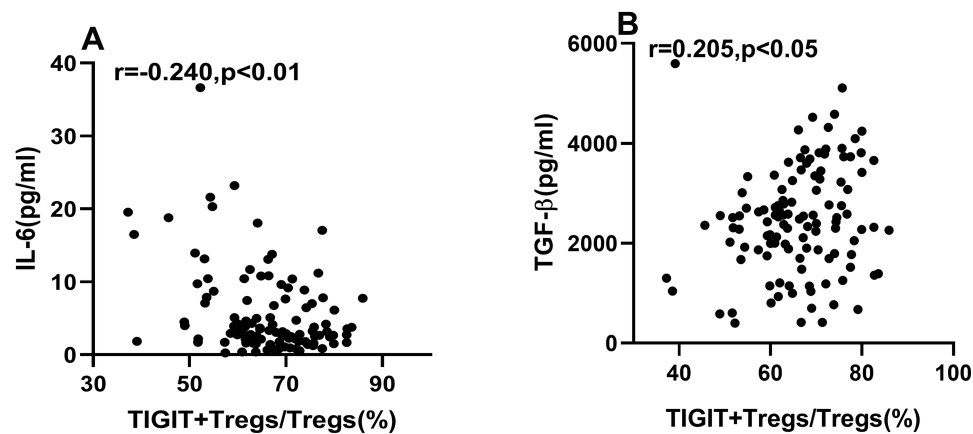 A
r=-0.240,p<0.01
IL-6(pg/ml)
40
30
20
10
0
30 50 70 90
TIGIT+Tregs/Tregs(%)
B
r=0.205,p<0.05
TGF-β(pg/ml)
6000
4000
2000
0
40 60 80 100
TIGIT+Tregs/Tregs(%)